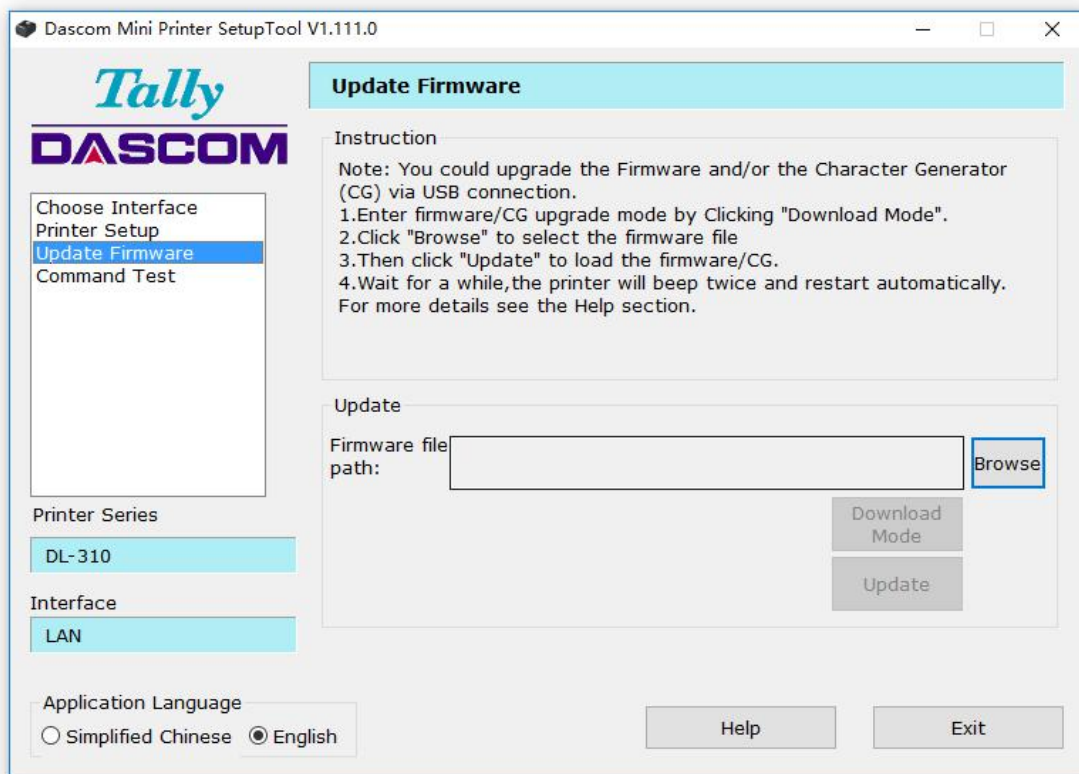 Dascom Mini Printer SetupTool V1.111.0
Tally
DASCOM
Choose Interface
Printer Setup
Update Firmware
Command Test
Printer Series
DL-310
Interface
LAN
Application Language
Simplified Chinese
English
Update Firmware
Instruction
Note: You could upgrade the Firmware and/or the Character Generator
(CG) via USB connection.
1.Enter firmware/CG upgrade mode by Clicking "Download Mode".
2.Click "Browse" to select the firmware file
3.Then click "Update" to load the firmware/CG.
4.Wait for a while,the printer will beep twice and restart automatically.
For more details see the Help section.
Update
Firmware file
path:
Browse
Download
Mode
Update
Help
Exit